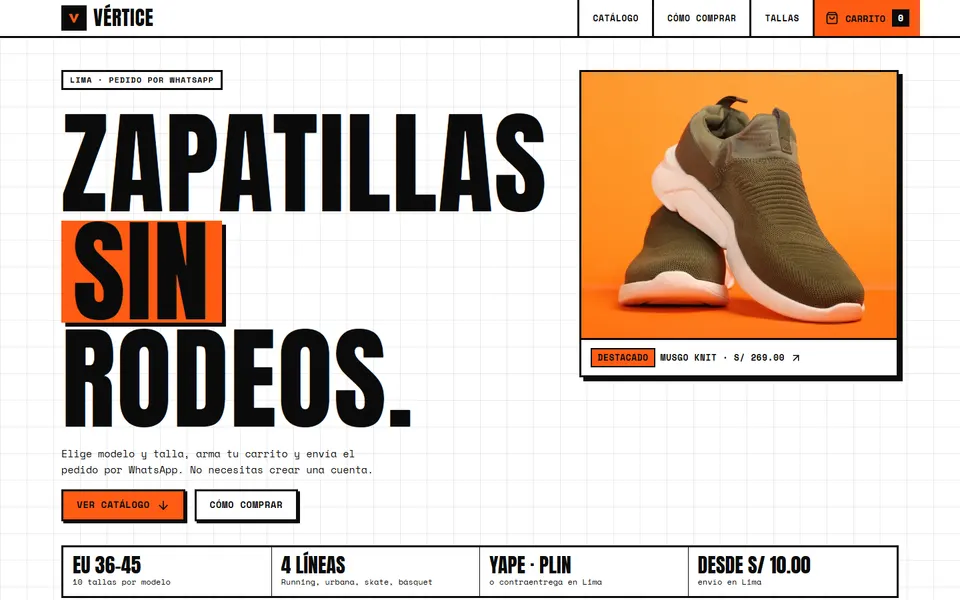 V VÉRTICE
CATÁLOGO
CÓMO COMPRAR
TALLAS
CARRITO 0
LIMA · PEDIDO POR WHATSAPP
ZAPATILLAS
SIN
RODEOS.
DESTACADO MUSGO KNIT · S/ 269.00 ↗
Elige modelo y talla, arma tu carrito y envía el
pedido por WhatsApp. No necesitas crear una cuenta.
VER CATÁLOGO ↓
CÓMO COMPRAR
EU 36-45
10 tallas por modelo
4 LÍNEAS
Running, urbana, skate, básquet
YAPE · PLIN
o contraentrega en Lima
DESDE S/ 10.00
envío en Lima